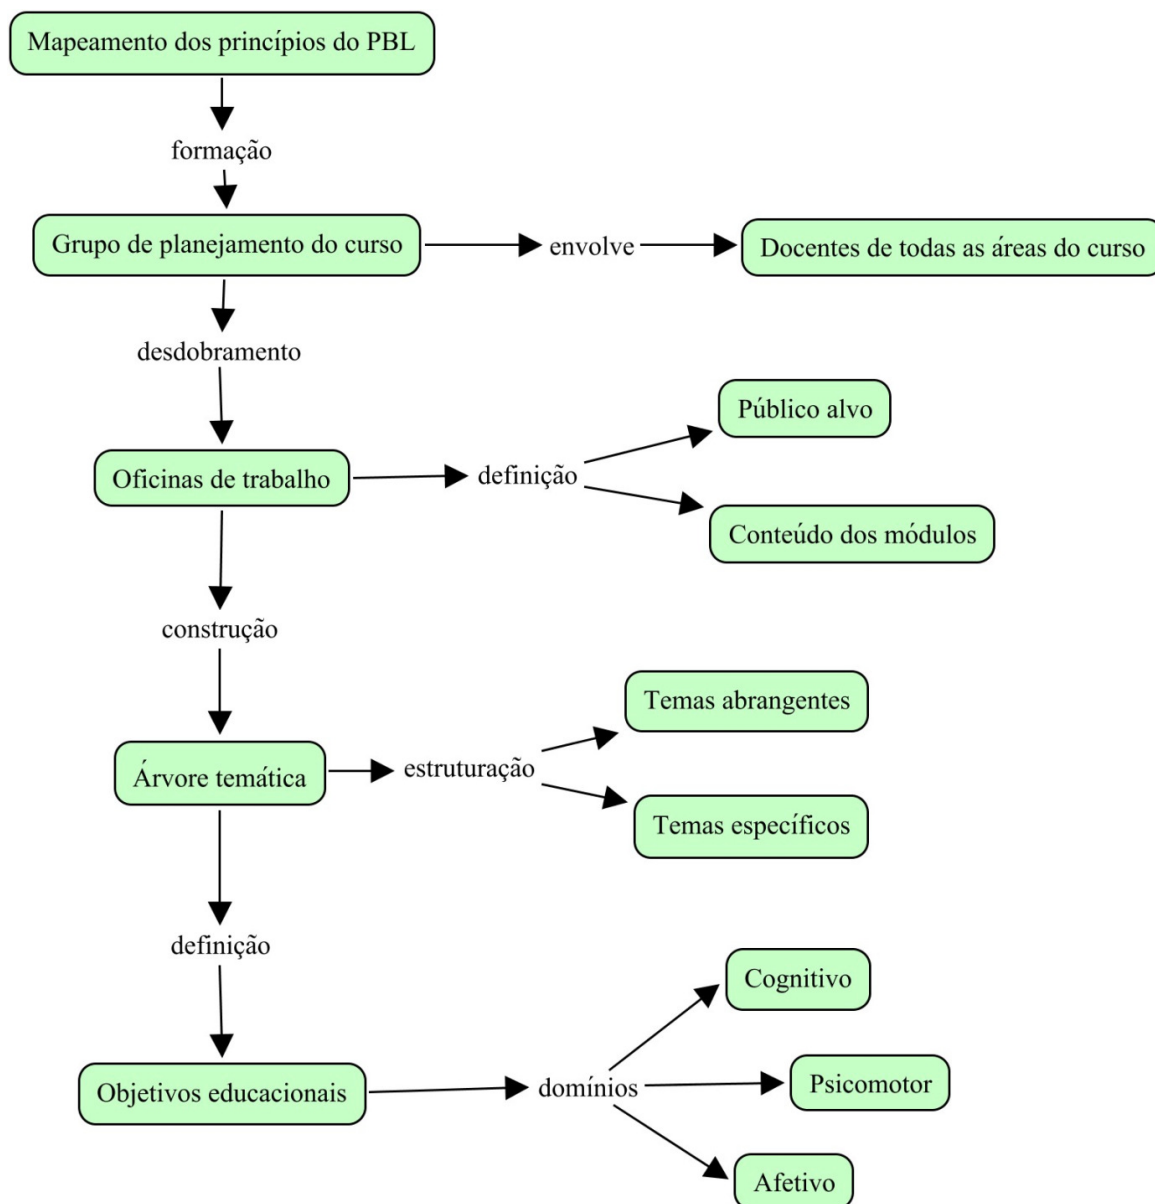 Mapeamento dos princípios do PBL
formação
Grupo de planejamento do curso
envolve
Docentes de todas as áreas do curso
desdobramento
Público alvo
Oficinas de trabalho
definição
Conteúdo dos módulos
construção
Temas abrangentes
Árvore temática
estruturação
Temas específicos
definição
Cognitivo
Objetivos educacionais
domínios
Psicomotor
Afetivo